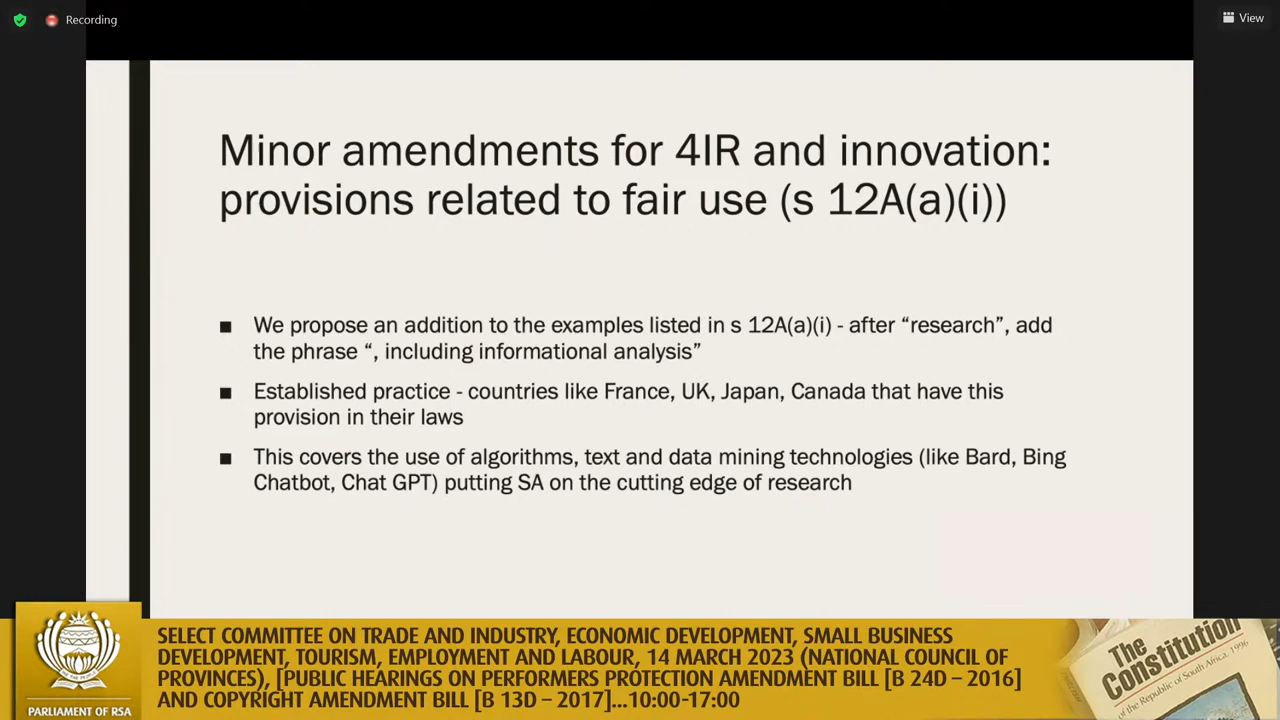 Recording
View
Minor amendments for 4IR and innovation:
provisions related to fair use (s 12A(a)(i))
■ We propose an addition to the examples listed in s 12A(a)(i) - after “research”, add
the phrase “, including informational analysis”
■ Established practice - countries like France, UK, Japan, Canada that have this
provision in their laws
■ This covers the use of algorithms, text and data mining technologies (like Bard, Bing
Chatbot, Chat GPT) putting SA on the cutting edge of research
PARLIAMENT OF RSA
SELECT COMMITTEE ON TRADE AND INDUSTRY, ECONOMIC DEVELOPMENT, SMALL BUSINESS
DEVELOPMENT, TOURISM, EMPLOYMENT AND LABOUR, 14 MARCH 2023 (NATIONAL COUNCIL OF
PROVINCES), [PUBLIC HEARINGS ON PERFORMERS PROTECTION AMENDMENT BILL [B 24D – 2016]
AND COPYRIGHT AMENDMENT BILL [B 13D – 2017]...10:00-17:00
The
Constitution
of the Republic of South Africa, 1996